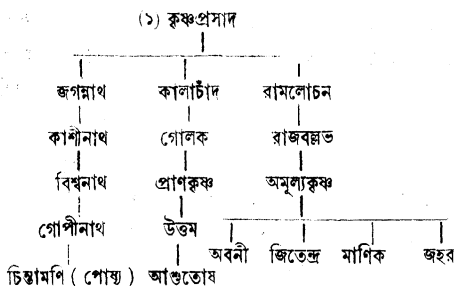 (১) কৃষ্ণপ্রসাদ
জগন্নাথ কালাচাঁদ রামলোচন
কাশীনাথ গোলক রাজবল্লভ
বিশ্বনাথ প্রাণকৃষ্ণ অমূল্যকৃষ্ণ
গোপীনাথ উত্তম
অবনী জিতেন্দ্র মাণিক জহর
চিন্তামণি ( পোষ্য ) আশুতোষ